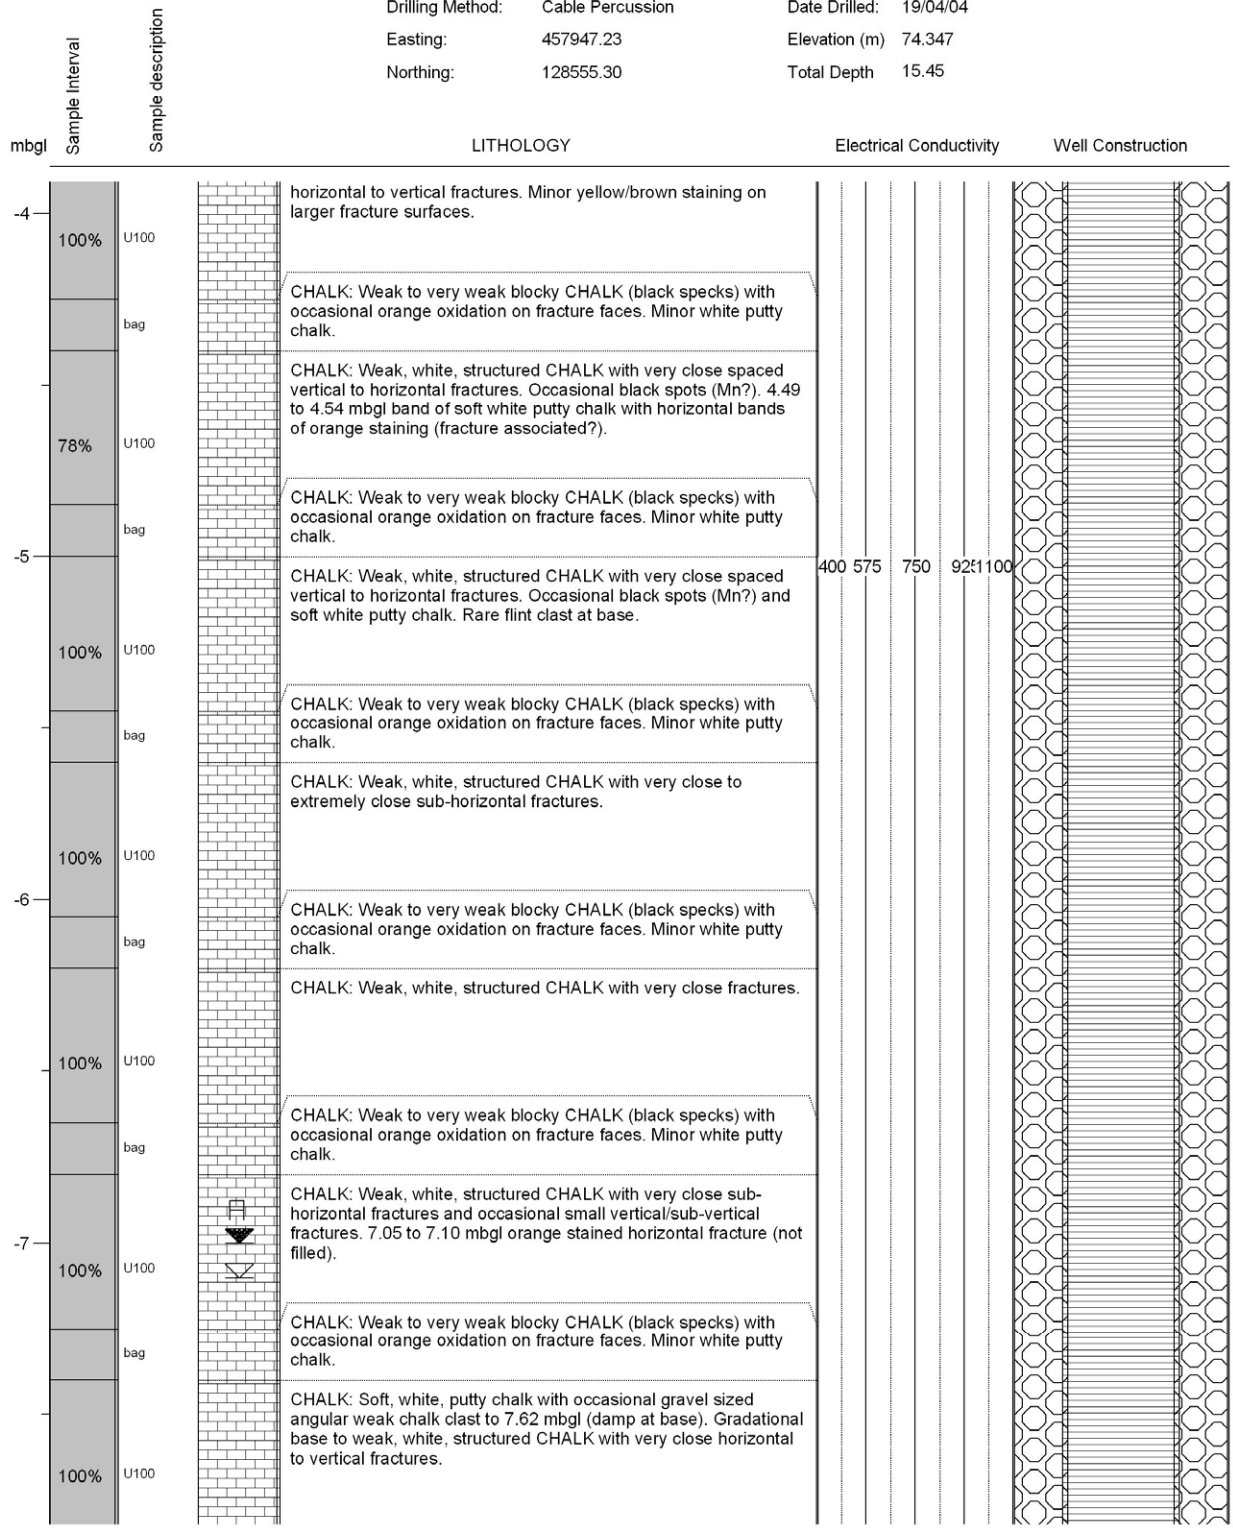 Drilling Method: Cable Percussion Date Drilled: 19/04/04
Easting: 457947.23 Elevation (m) 74.347
Northing: 128555.30 Total Depth 15.45
mbgl Sample Interval Sample description LITHOLOGY Electrical Conductivity Well Construction
horizontal to vertical fractures. Minor yellow/brown staining on
larger fracture surfaces.
-4
100% U100
CHALK: Weak to very weak blocky CHALK (black specks) with
occasional orange oxidation on fracture faces. Minor white putty
chalk.
bag
CHALK: Weak, white, structured CHALK with very close spaced
vertical to horizontal fractures. Occasional black spots (Mn?). 4.49
to 4.54 mbgl band of soft white putty chalk with horizontal bands
of orange staining (fracture associated?).
78% U100
CHALK: Weak to very weak blocky CHALK (black specks) with
occasional orange oxidation on fracture faces. Minor white putty
chalk.
bag
-5
400 575 750 925 1100
CHALK: Weak, white, structured CHALK with very close spaced
vertical to horizontal fractures. Occasional black spots (Mn?) and
soft white putty chalk. Rare flint clast at base.
100% U100
CHALK: Weak to very weak blocky CHALK (black specks) with
occasional orange oxidation on fracture faces. Minor white putty
chalk.
bag
CHALK: Weak, white, structured CHALK with very close to
extremely close sub-horizontal fractures.
100% U100
-6
CHALK: Weak to very weak blocky CHALK (black specks) with
occasional orange oxidation on fracture faces. Minor white putty
chalk.
bag
CHALK: Weak, white, structured CHALK with very close fractures.
100% U100
CHALK: Weak to very weak blocky CHALK (black specks) with
occasional orange oxidation on fracture faces. Minor white putty
chalk.
bag
CHALK: Weak, white, structured CHALK with very close sub-
horizontal fractures and occasional small vertical/sub-vertical
fractures. 7.05 to 7.10 mbgl orange stained horizontal fracture (not
filled).
-7
100% U100
CHALK: Weak to very weak blocky CHALK (black specks) with
occasional orange oxidation on fracture faces. Minor white putty
chalk.
bag
CHALK: Soft, white, putty chalk with occasional gravel sized
angular weak chalk clast to 7.62 mbgl (damp at base). Gradational
base to weak, white, structured CHALK with very close horizontal
to vertical fractures.
100% U100